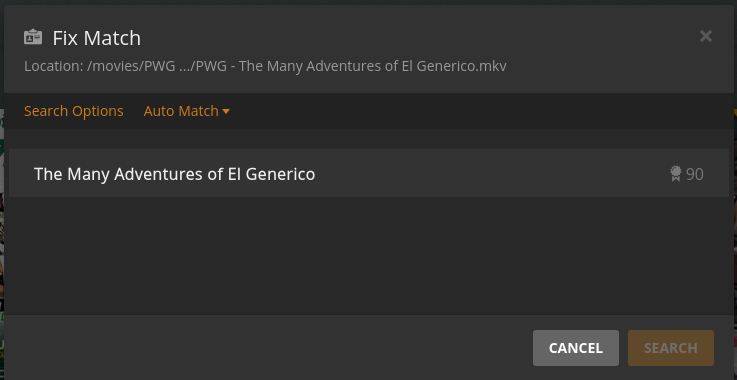 Fix Match
Location: /movies/PWG .../PWG - The Many Adventures of El Generico.mkv
Search Options Auto Match
The Many Adventures of El Generico 90
CANCEL SEARCH